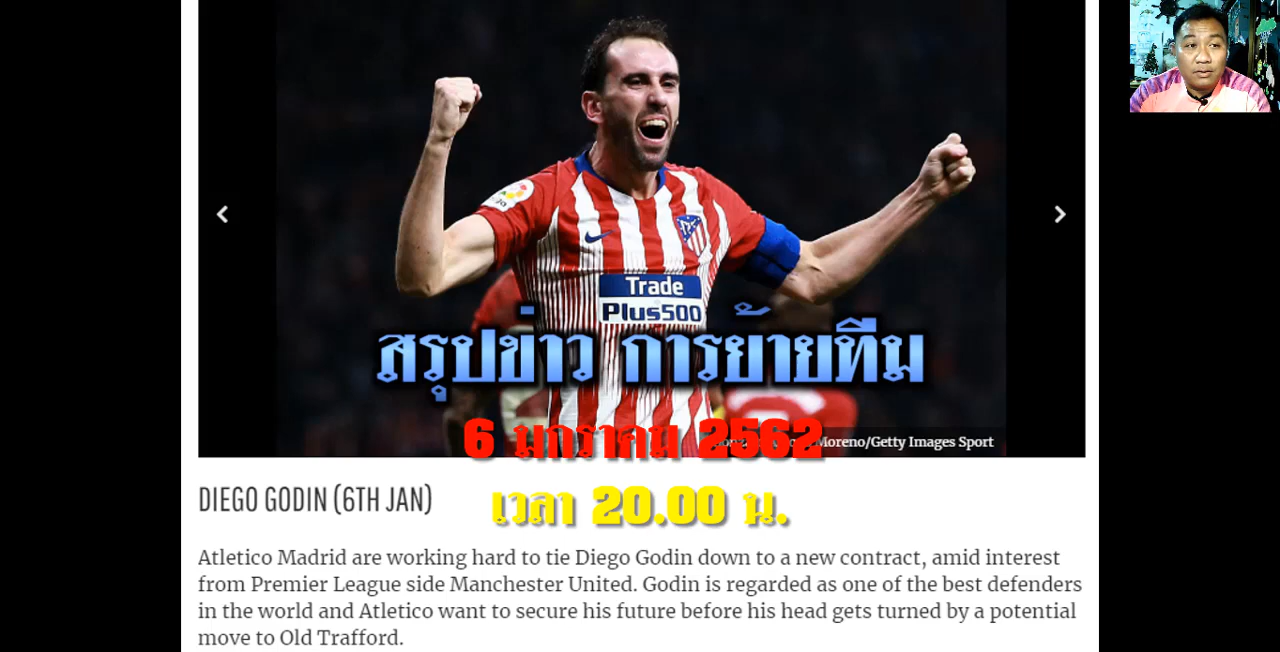 Trade
Plus500
สรุปข่าว การย้ายทีม
6 มกราคม 2562
Moreno/Getty Images Sport
DIEGO GODIN (6TH JAN)
เวลา 20.00 น.
Atletico Madrid are working hard to tie Diego Godin down to a new contract, amid interest
from Premier League side Manchester United. Godin is regarded as one of the best defenders
in the world and Atletico want to secure his future before his head gets turned by a potential
move to Old Trafford.